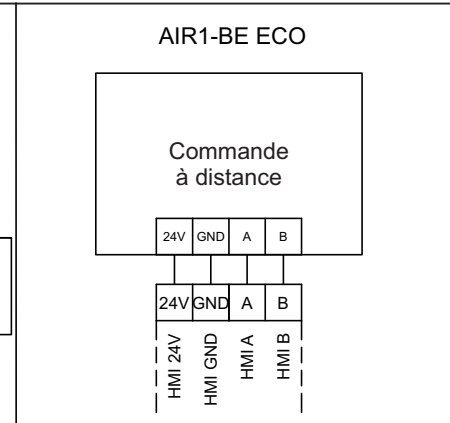 AIR1-BE ECO
Commande
à distance
24V GND A B
24V GND A B
HMI 24V
HMI GND
HMI A
HMI B